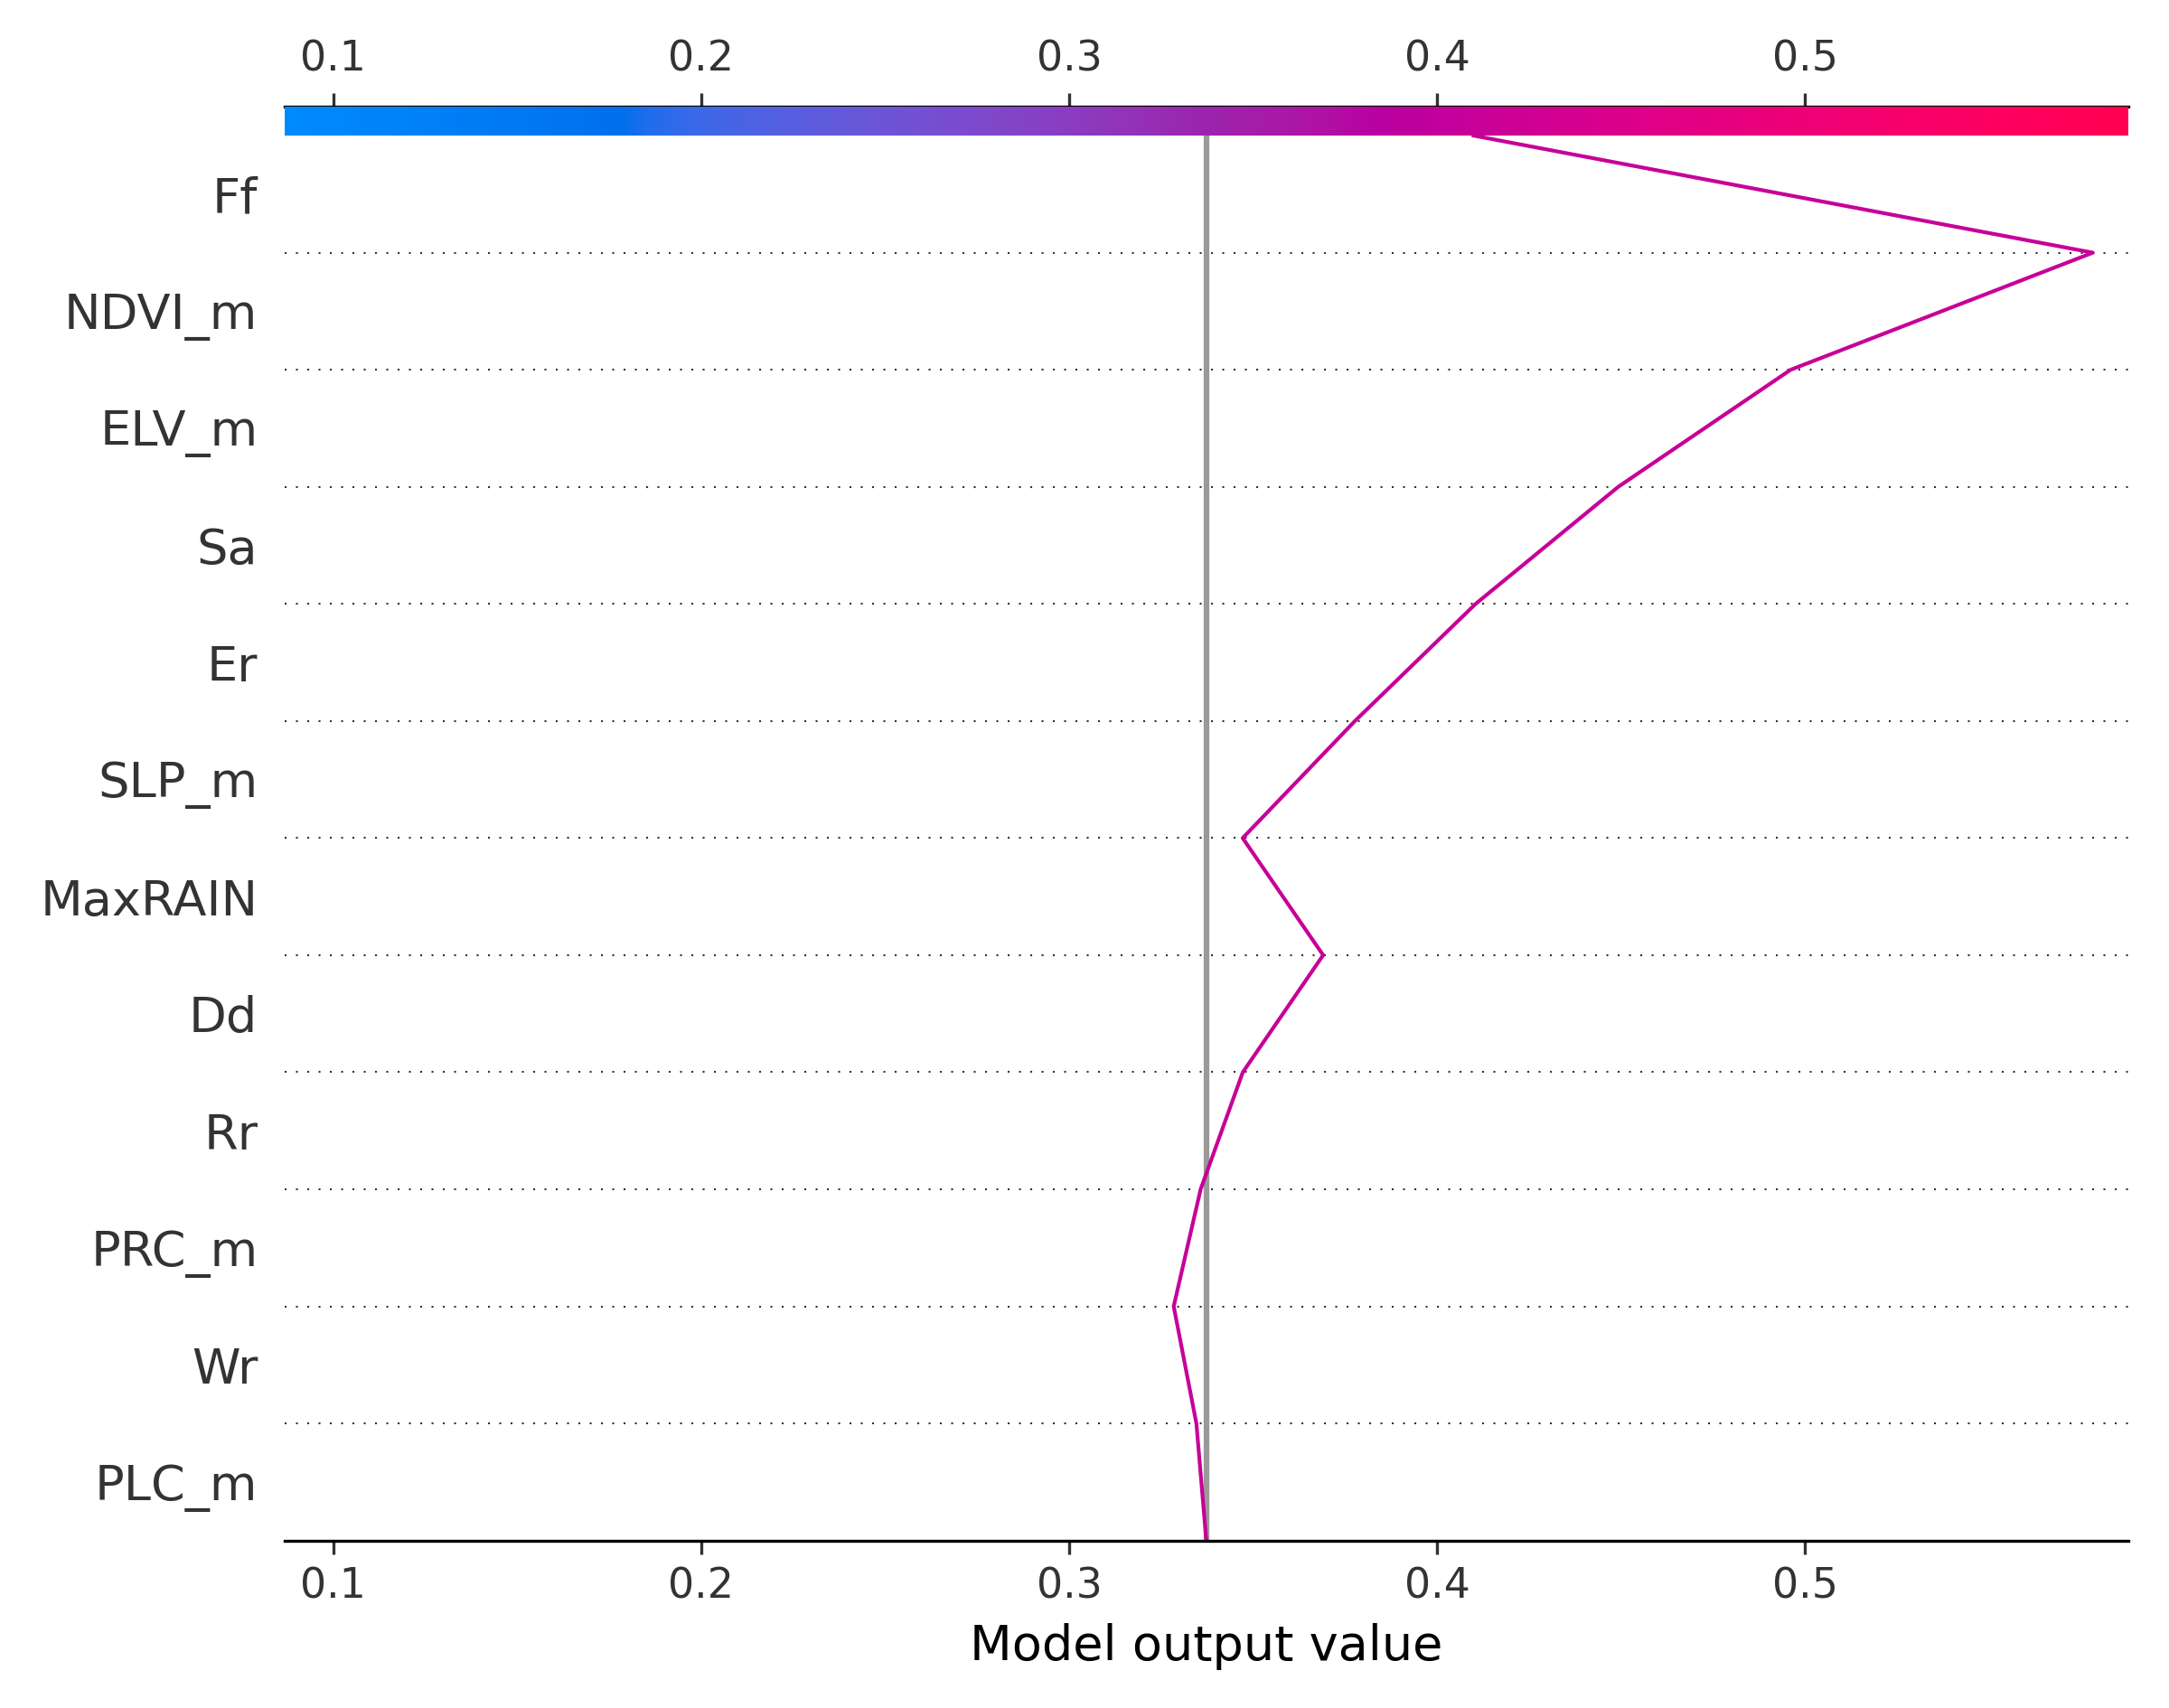 0.1 0.2 0.3 0.4 0.5
Ff
NDVI_m
ELV_m
Sa
Er
SLP_m
MaxRAIN
Dd
Rr
PRC_m
Wr
PLC_m
0.1 0.2 0.3 0.4 0.5
Model output value